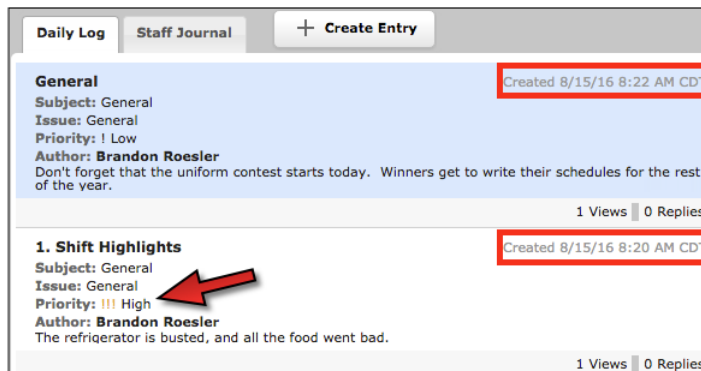 Daily Log Staff Journal + Create Entry
General Created 8/15/16 8:22 AM CDT
Subject: General
Issue: General
Priority: ! Low
Author: Brandon Roesler
Don't forget that the uniform contest starts today.  Winners get to write their schedules for the rest
of the year.
1 Views 0 Replies
1. Shift Highlights Created 8/15/16 8:20 AM CDT
Subject: General
Issue: General
Priority: !!! High
Author: Brandon Roesler
The refrigerator is busted, and all the food went bad.
1 Views 0 Replies